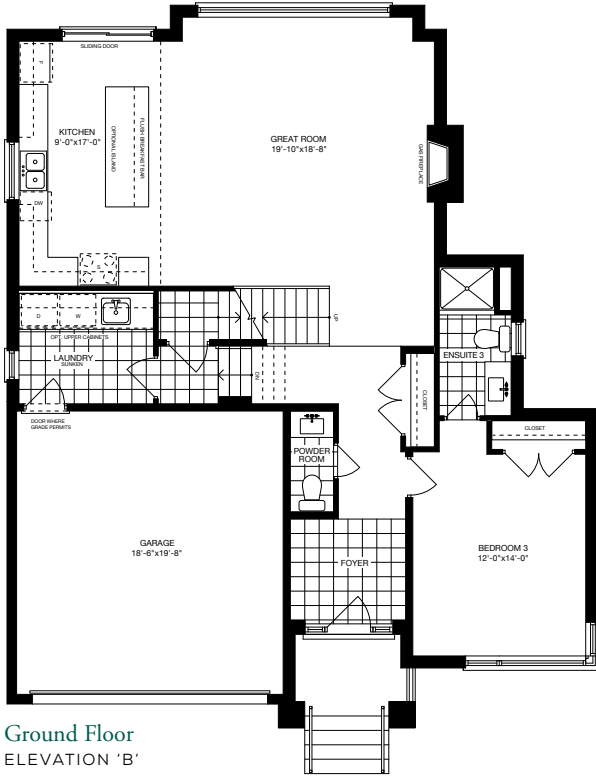 SLIDING DOOR
F
KITCHEN
9'-0"x17'-0"
FLUSH BREAKFAST BAR
OPTIONAL ISLAND
GREAT ROOM
19'-10"x18'-8"
GAS FIREPLACE
DW
S
D
W
OPT. UPPER CABINETS
LAUNDRY
SUNKEN
UP
DN
ENSUITE 3
CLOSET
DOOR WHERE
GRADE PERMITS
CLOSET
POWDER
ROOM
GARAGE
18'-6"x19'-8"
BEDROOM 3
12'-0"x14'-0"
FOYER
Ground Floor
ELEVATION 'B'